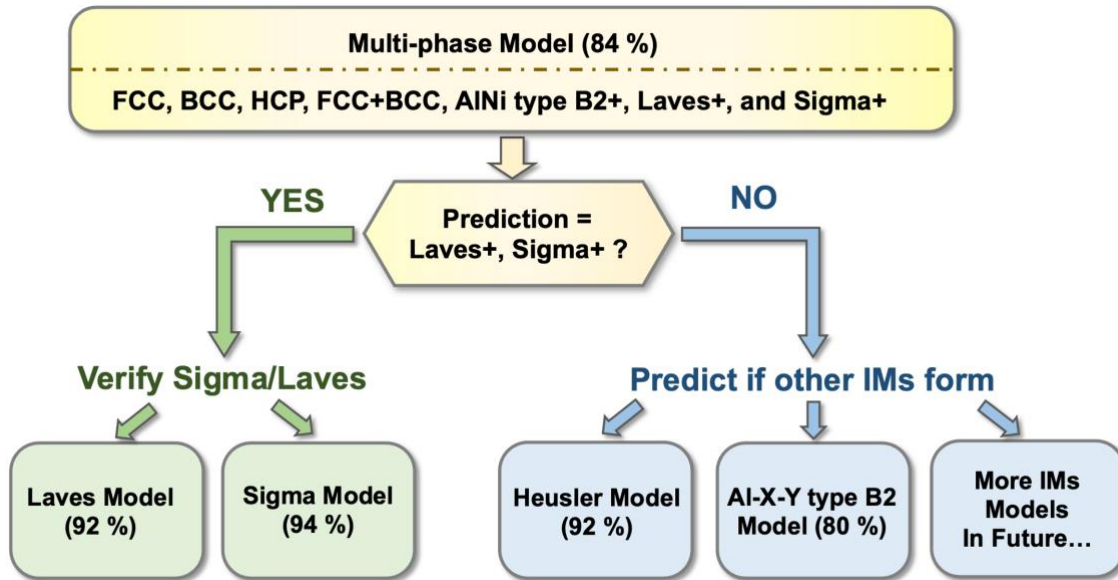 Multi-phase Model (84 %)
FCC, BCC, HCP, FCC+BCC, AlNi type B2+, Laves+, and Sigma+
YES
NO
Prediction =
Laves+, Sigma+ ?
Verify Sigma/Laves
Predict if other IMs form
Laves Model
(92 %)
Sigma Model
(94 %)
Heusler Model
(92 %)
Al-X-Y type B2
Model (80 %)
More IMs
Models
In Future...